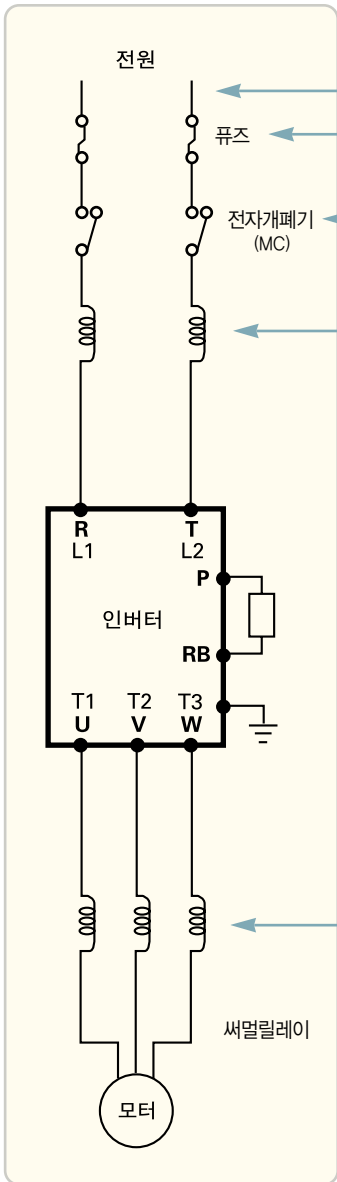 전원
퓨즈
전자개폐기
(MC)
R T
L1 L2
P
인버터
RB
T1 T2 T3
U V W
써멀릴레이
모터